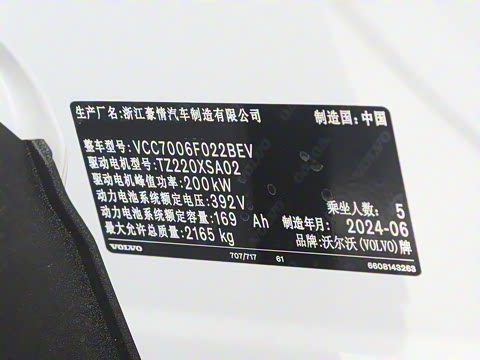 生产厂名:浙江豪情汽车制造有限公司 制造国:中国
整车型号:VCC7006F022BEV
驱动电机型号:TZ220XSA02
驱动电机峰值功率:200kW
动力电池系统额定电压:392V 乘坐人数: 5
动力电池系统额定容量:169 Ah 制造年月: 2024-06
最大允许总质量:2165 kg 品牌:沃尔沃(VOLVO)牌
VOLVO 707/717 61 6608143263